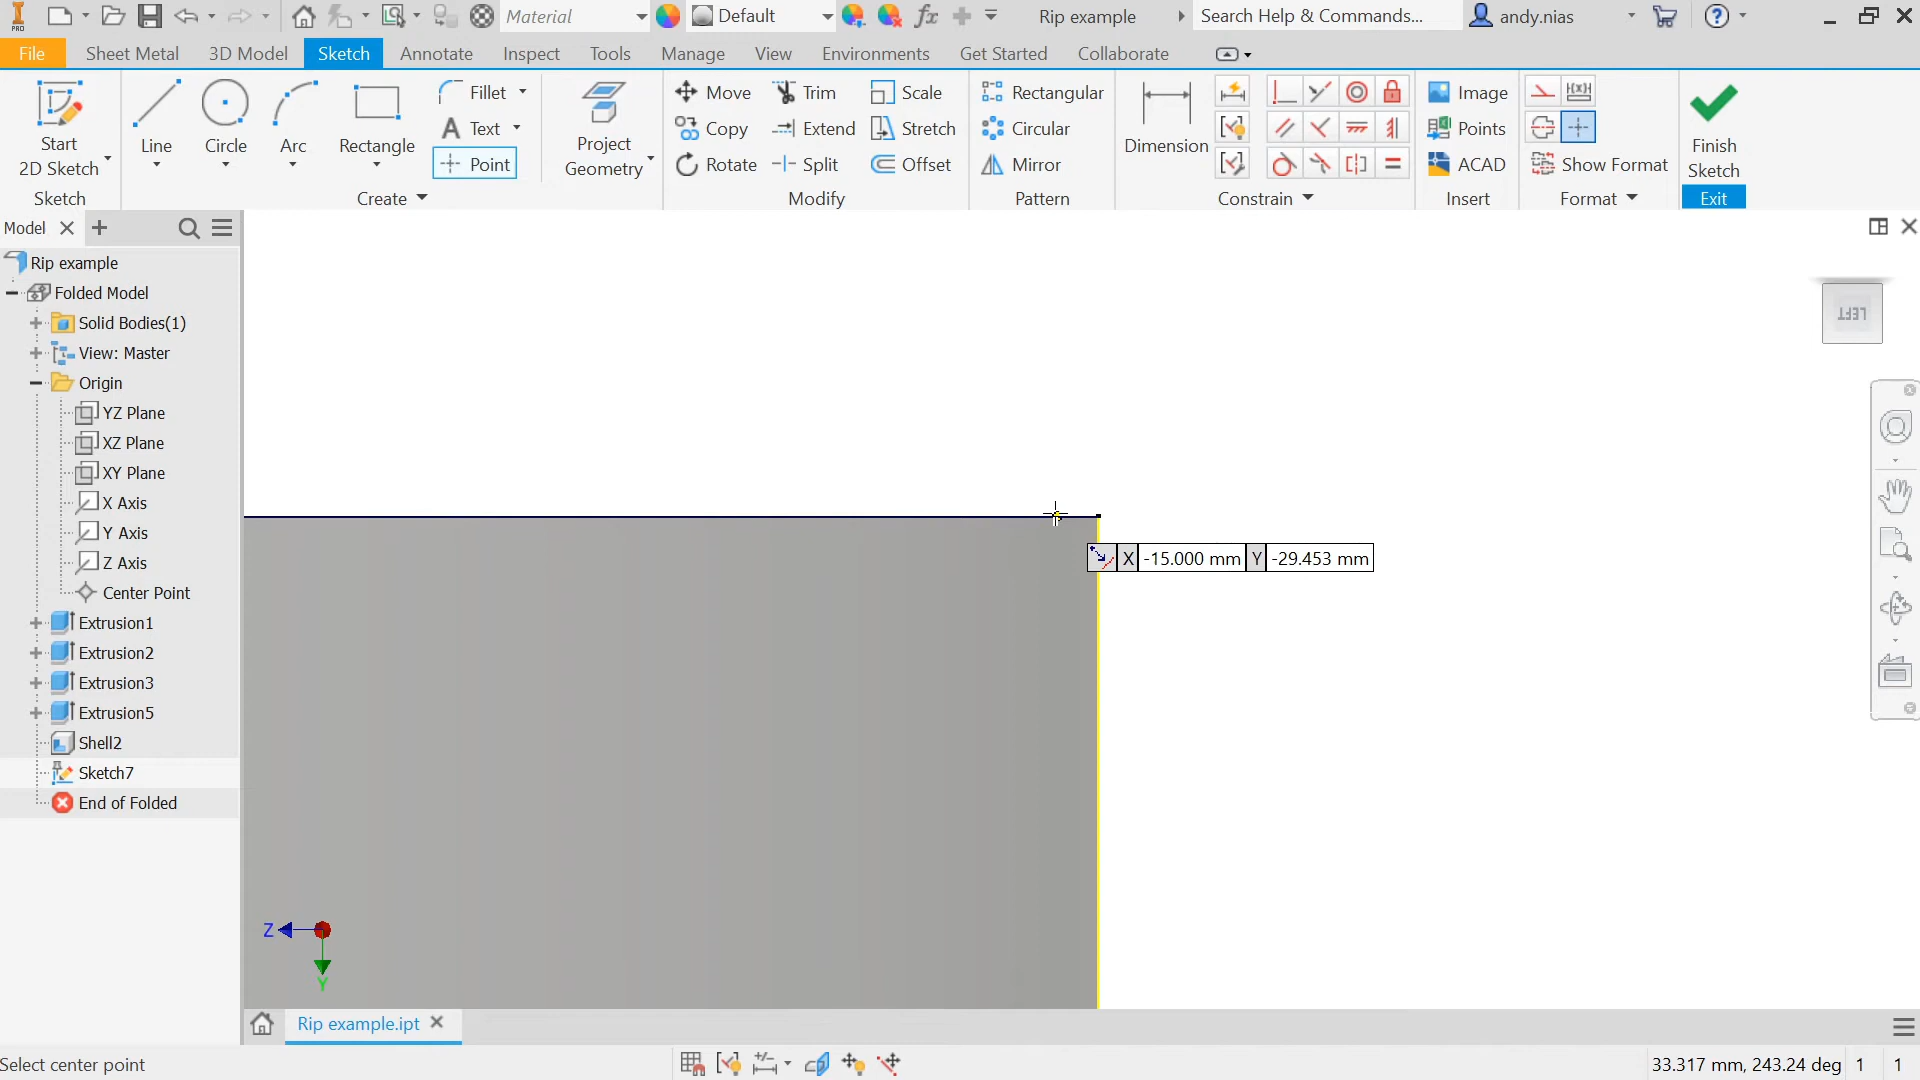 PRO Material Default Rip example Search Help & Commands... andy.nias
File Sheet Metal 3D Model Sketch Annotate Inspect Tools Manage View Environments Get Started Collaborate
Start
2D Sketch
Line Circle Arc Rectangle
Fillet
Text
Point
Project
Geometry
Move Trim Scale
Copy Extend Stretch
Rotate Split Offset
Rectangular
Circular
Mirror
Dimension
Image
Points
ACAD
Show Format
Finish
Sketch
Sketch Create Modify Pattern Constrain Insert Format Exit
Model
Rip example
Folded Model
Solid Bodies(1)
View: Master
Origin
YZ Plane
XZ Plane
XY Plane
X Axis
Y Axis
Z Axis
Center Point
Extrusion1
Extrusion2
Extrusion3
Extrusion5
Shell2
Sketch7
End of Folded
LEFT
X -15.000 mm Y -29.453 mm
Z
Y
Rip example.ipt
Select center point
33.317 mm, 243.24 deg 1 1